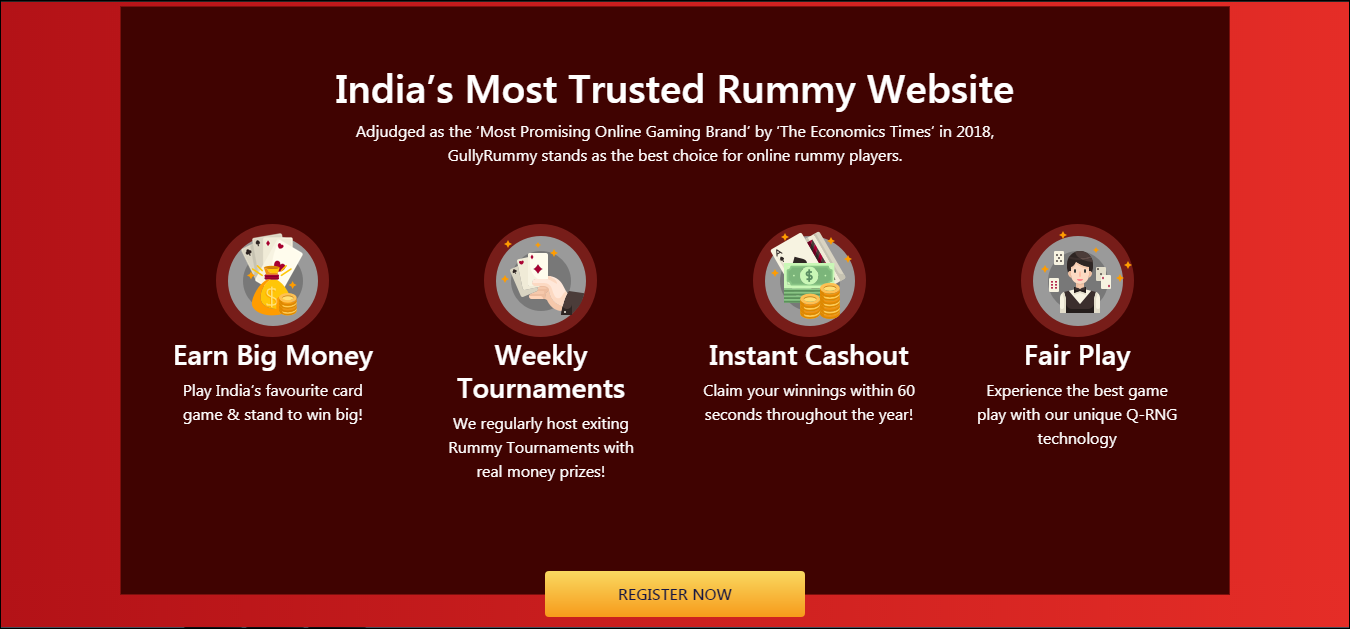 India’s Most Trusted Rummy Website
Adjudged as the ‘Most Promising Online Gaming Brand’ by ‘The Economics Times’ in 2018,
GullyRummy stands as the best choice for online rummy players.
Earn Big Money
Play India’s favourite card
game & stand to win big!
Weekly
Tournaments
We regularly host exiting
Rummy Tournaments with
real money prizes!
Instant Cashout
Claim your winnings within 60
seconds throughout the year!
Fair Play
Experience the best game
play with our unique Q-RNG
technology
REGISTER NOW